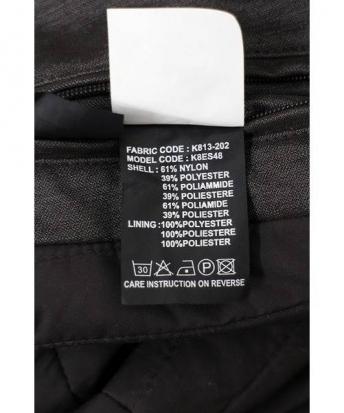 FABRIC CODE : K813-202
MODEL CODE : K8ES48
SHELL : 61% NYLON
39% POLYESTER
61% POLIAMMIDE
39% POLIESTERE
61% POLIAMIDE
39% POLIESTER
LINING : 100%POLYESTER
100%POLIESTERE
100%POLIESTER
30 P
CARE INSTRUCTION ON REVERSE